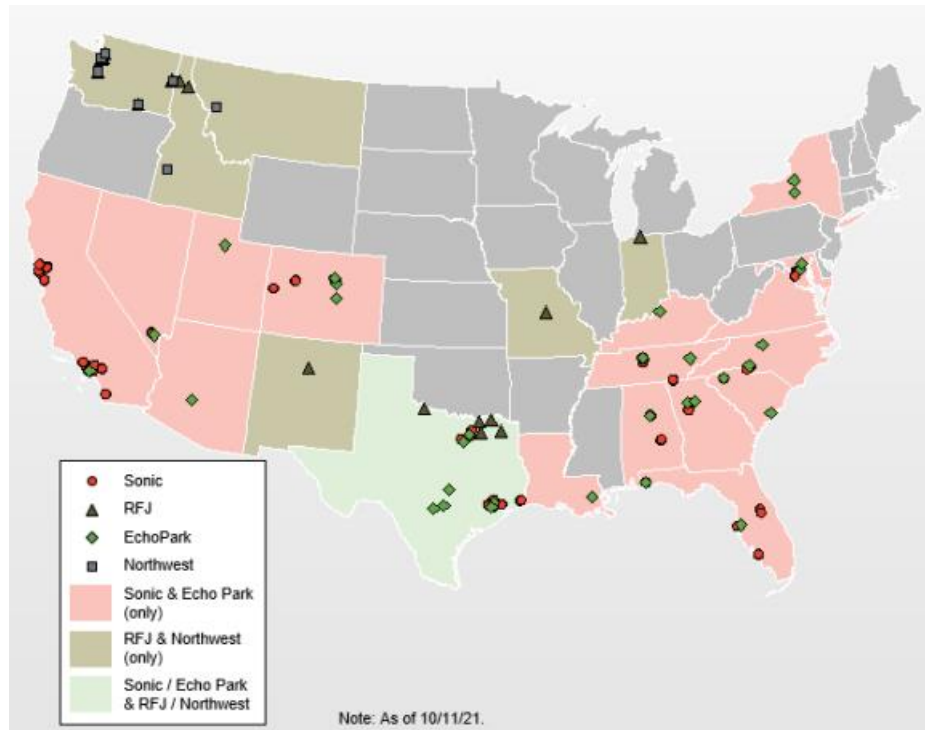 Sonic
RFJ
EchoPark
Northwest
Sonic & Echo Park
(only)
RFJ & Northwest
(only)
Sonic / Echo Park
& RFJ / Northwest
Note: As of 10/11/21.